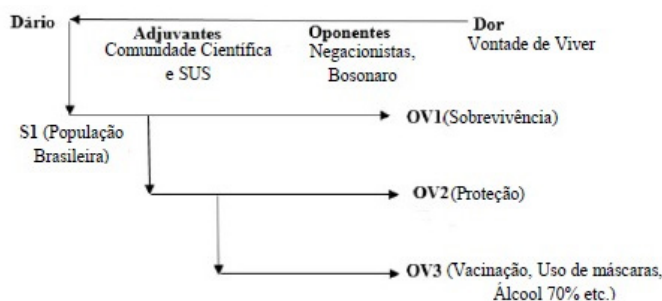 Dário
Adjuvantes
Comunidade Científica
e SUS
Oponentes
Negacionistas,
Bosonaro
Dor
Vontade de Viver
S1 (População
Brasileira)
OV1(Sobrevivência)
OV2(Proteção)
OV3 (Vacinação, Uso de máscaras,
Álcool 70% etc.)